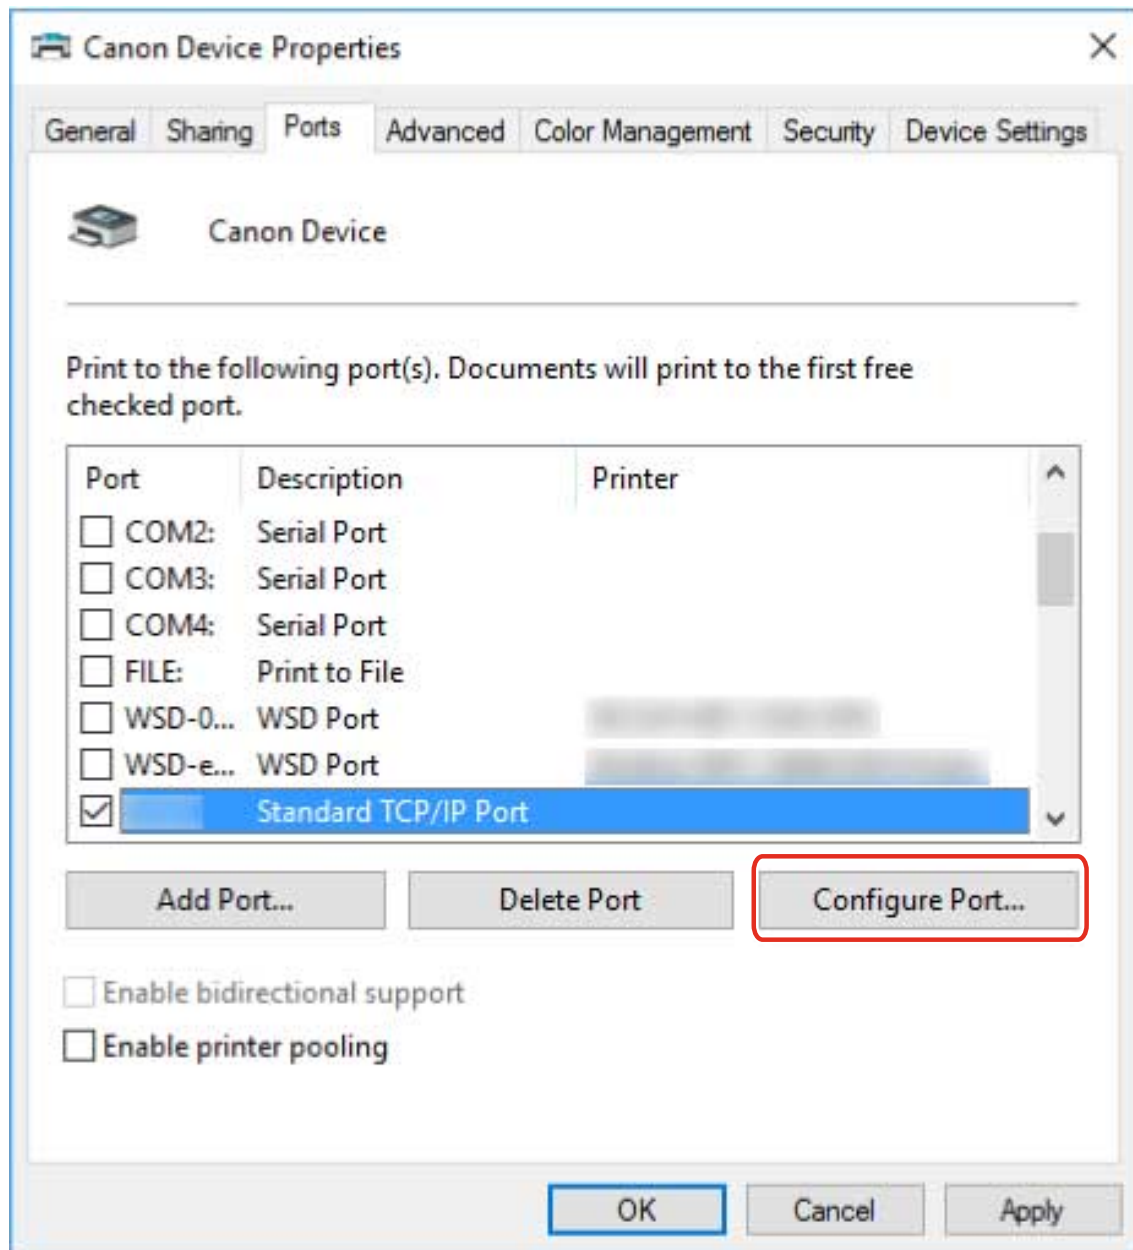 Canon Device Properties
General Sharing Ports Advanced Color Management Security Device Settings
Canon Device
Print to the following port(s). Documents will print to the first free
checked port.
Port Description Printer
COM2: Serial Port
COM3: Serial Port
COM4: Serial Port
FILE: Print to File
WSD-0... WSD Port
WSD-e... WSD Port
Standard TCP/IP Port
Add Port... Delete Port Configure Port...
Enable bidirectional support
Enable printer pooling
OK Cancel Apply